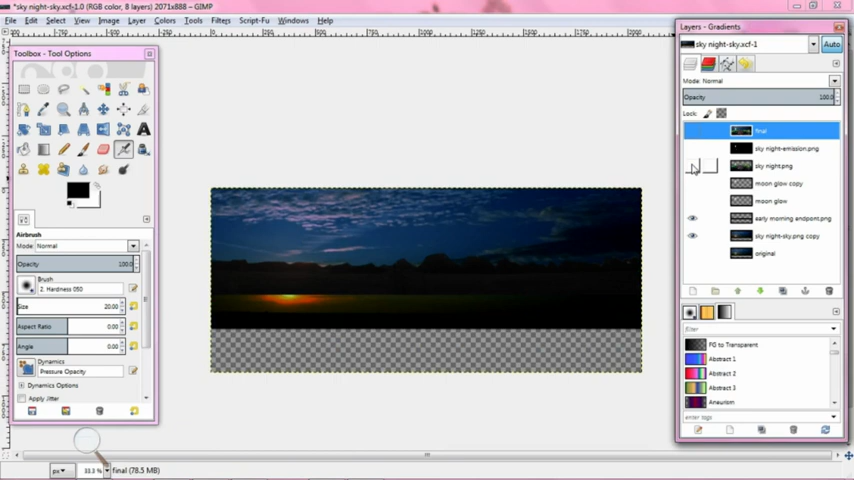 *sky night-sky.xcf-1.0 (RGB color, 8 layers) 2071x888 – GIMP
File Edit Select View Image Layer Colors Tools Filters Script-Fu Windows Help
Toolbox - Tool Options
Airbrush
Mode: Normal
Opacity 100.0
Brush
2. Hardness 050
Size 20.00
Aspect Ratio 0.00
Angle 0.00
Dynamics
Pressure Opacity
Dynamics Options
Apply Jitter
px 33.3 % final (78.5 MB)
Layers - Gradients
sky night-sky.xcf-1 Auto
Mode: Normal
Opacity 100.0
Lock:
final
sky night-emission.png
sky night.png
moon glow copy
moon glow
early morning endpoint.png
sky night-sky.png copy
original
filter
FG to Transparent
Abstract 1
Abstract 2
Abstract 3
Aneurism
enter tags